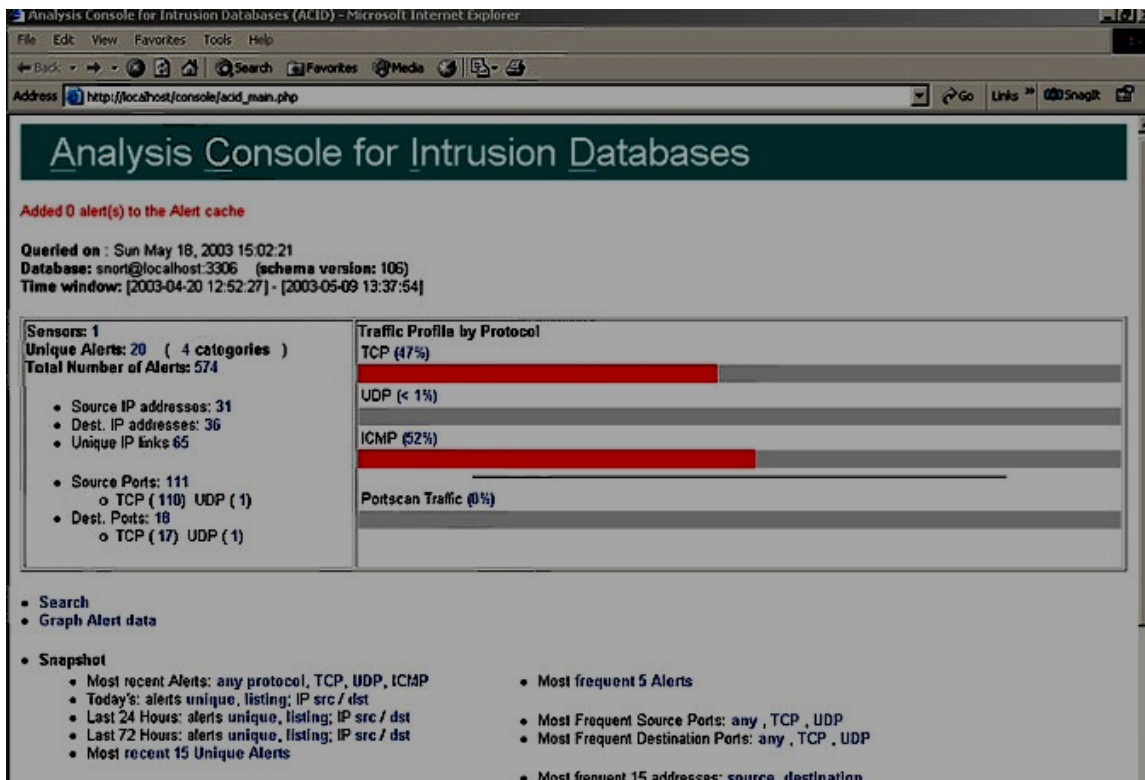 Analysis Console for Intrusion Databases (ACID) - Microsoft Internet Explorer
File Edit View Favorites Tools Help
Back Search Favorites Media
Address http://localhost/console/acid_main.php Go Links » SnagIt
Analysis Console for Intrusion Databases
Added 0 alert(s) to the Alert cache
Queried on : Sun May 18, 2003 15:02:21
Database: snort@localhost:3306 (schema version: 106)
Time window: [2003-04-20 12:52:27] - [2003-05-09 13:37:54]
Sensors: 1
Unique Alerts: 20 ( 4 categories )
Total Number of Alerts: 574
• Source IP addresses: 31
• Dest. IP addresses: 36
• Unique IP links 65
• Source Ports: 111
o TCP ( 110) UDP ( 1)
• Dest. Ports: 18
o TCP ( 17) UDP ( 1)
Traffic Profile by Protocol
TCP (47%)
UDP (< 1%)
ICMP (52%)
Portscan Traffic (0%)
• Search
• Graph Alert data
• Snapshot
• Most recent Alerts: any protocol, TCP, UDP, ICMP
• Today's: alerts unique, listing; IP src / dst
• Last 24 Hours: alerts unique, listing; IP src / dst
• Last 72 Hours: alerts unique, listing; IP src / dst
• Most recent 15 Unique Alerts
• Most frequent 5 Alerts
• Most Frequent Source Ports: any , TCP , UDP
• Most Frequent Destination Ports: any , TCP , UDP
• Most frequent 15 addresses: source, destination